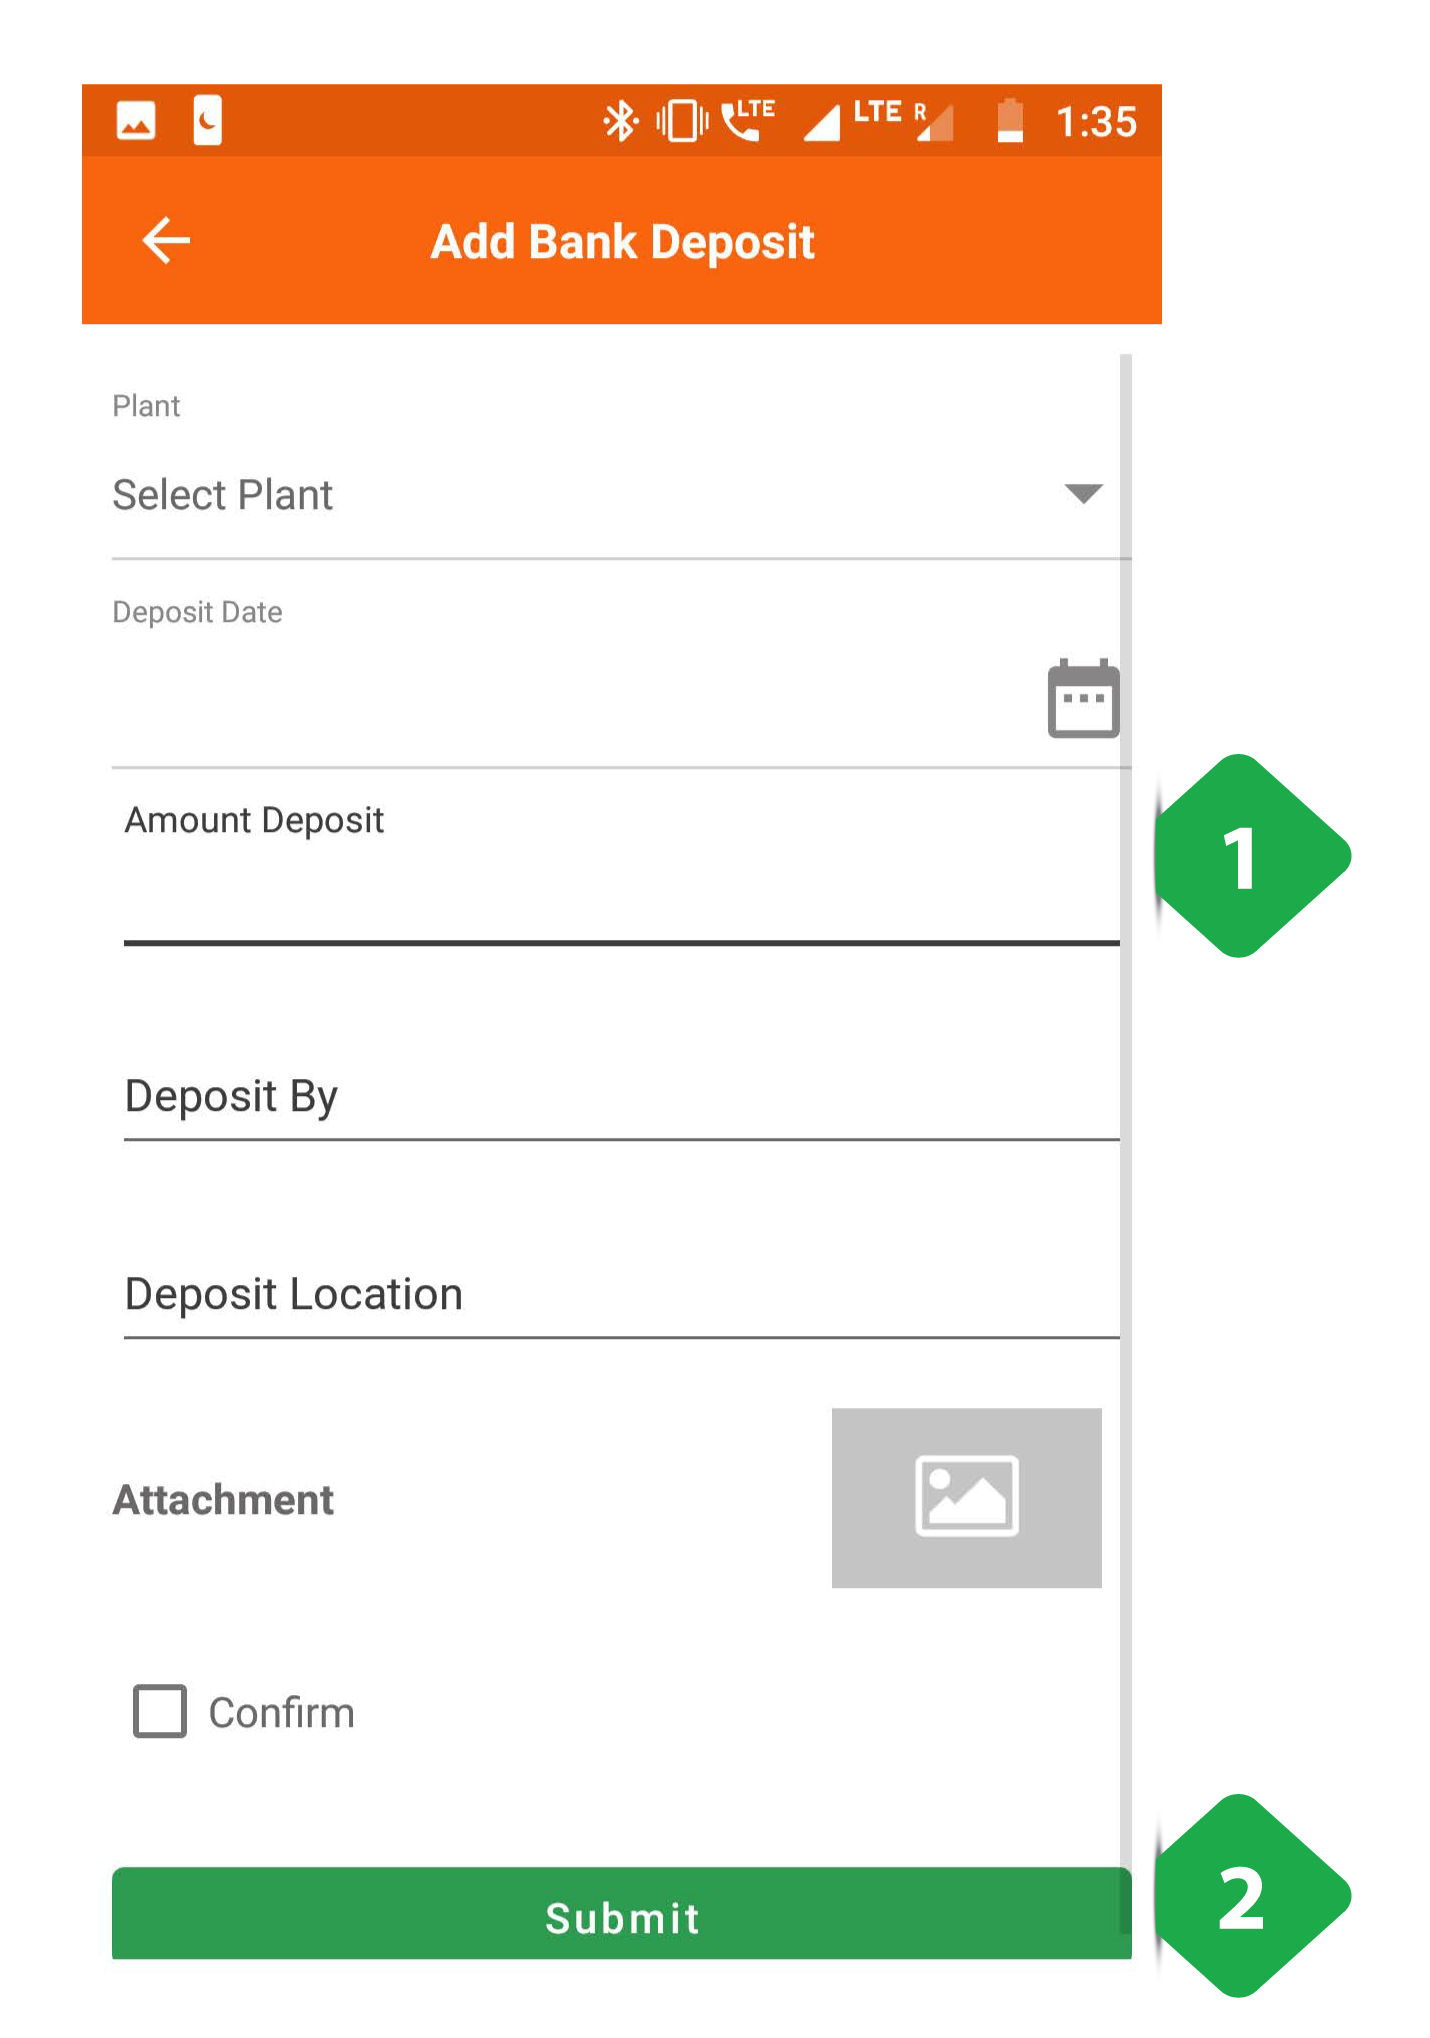 LTE LTE R 1:35
Add Bank Deposit
Plant
Select Plant
Deposit Date
Amount Deposit
1
Deposit By
Deposit Location
Attachment
Confirm
Submit
2